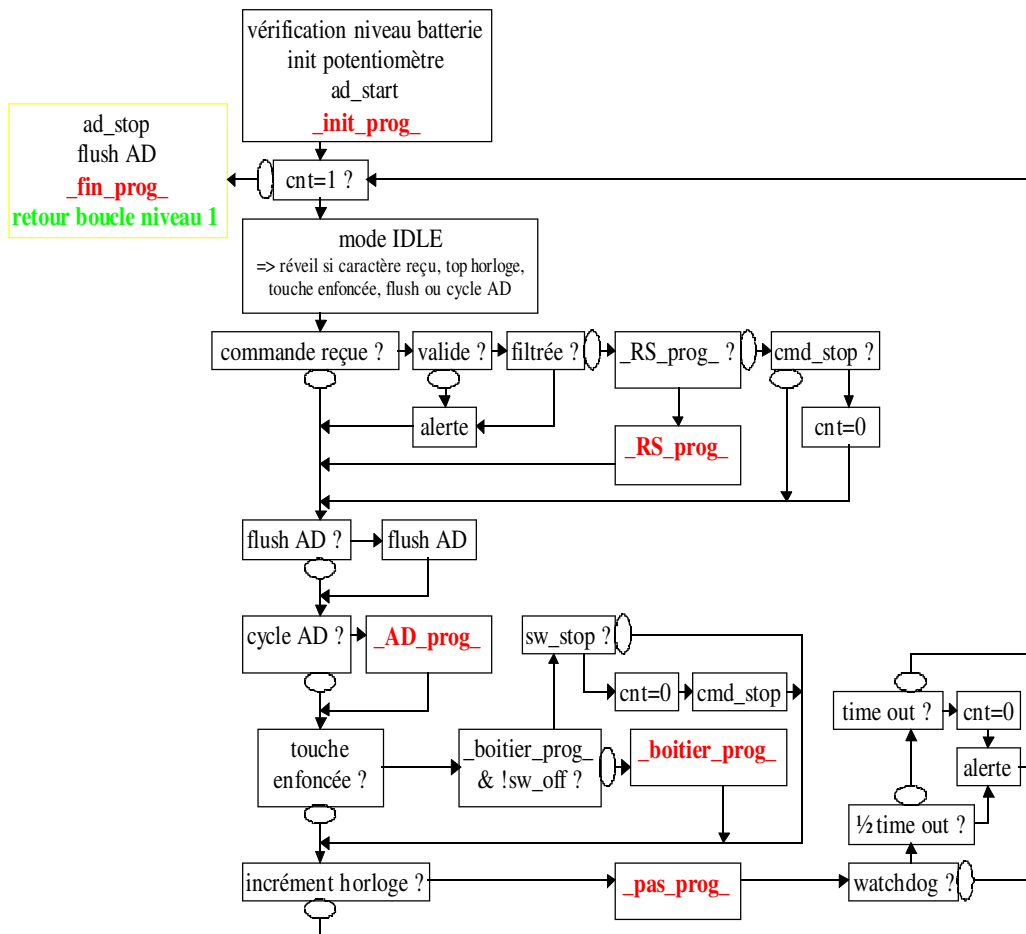 vérification niveau batterie
init potentiomètre
ad_start
_init_prog_
ad_stop
flush AD
_fin_prog_
retour boucle niveau 1
cnt=1 ?
mode IDLE
=> réveil si caractère reçu, top horloge,
touche enfoncée, flush ou cycle AD
commande reçue ?
valide ?
filtrée ?
_RS_prog_ ?
cmd_stop ?
alerte
_RS_prog_
cnt=0
flush AD ?
flush AD
cycle AD ?
_AD_prog_
sw_stop ?
cnt=0
cmd_stop
time out ?
cnt=0
touche
enfoncée ?
_boitier_prog_
& !sw_off ?
_boitier_prog_
alerte
½ time out ?
incrément horloge ?
_pas_prog_
watchdog ?